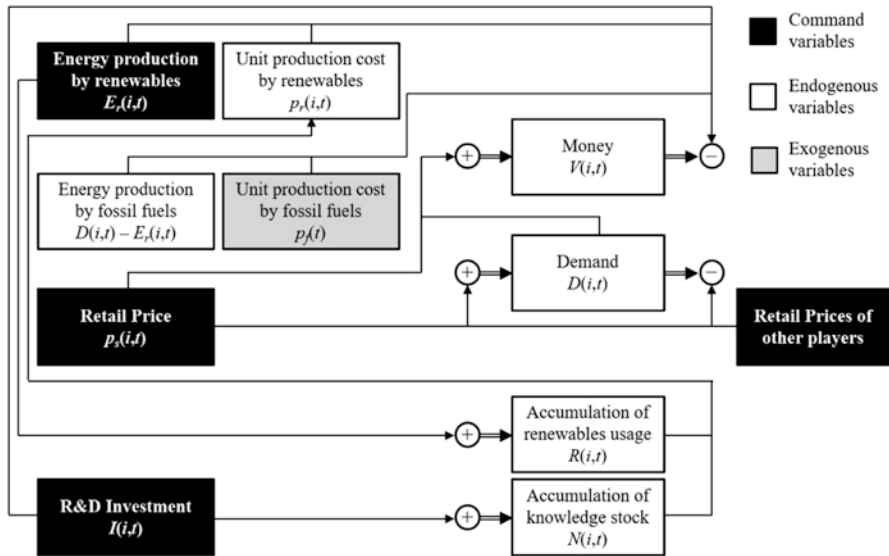 Energy production
by renewables
Eᵣ(i,t)
Unit production cost
by renewables
pᵣ(i,t)
Command
variables
Endogenous
variables
Exogenous
variables
+
Money
V(i,t)
−
Energy production
by fossil fuels
D(i,t) – Eᵣ(i,t)
Unit production cost
by fossil fuels
p_f(t)
+
Demand
D(i,t)
−
Retail Price
pₛ(i,t)
Retail Prices of
other players
+
Accumulation of
renewables usage
R(i,t)
R&D Investment
I(i,t)
+
Accumulation of
knowledge stock
N(i,t)